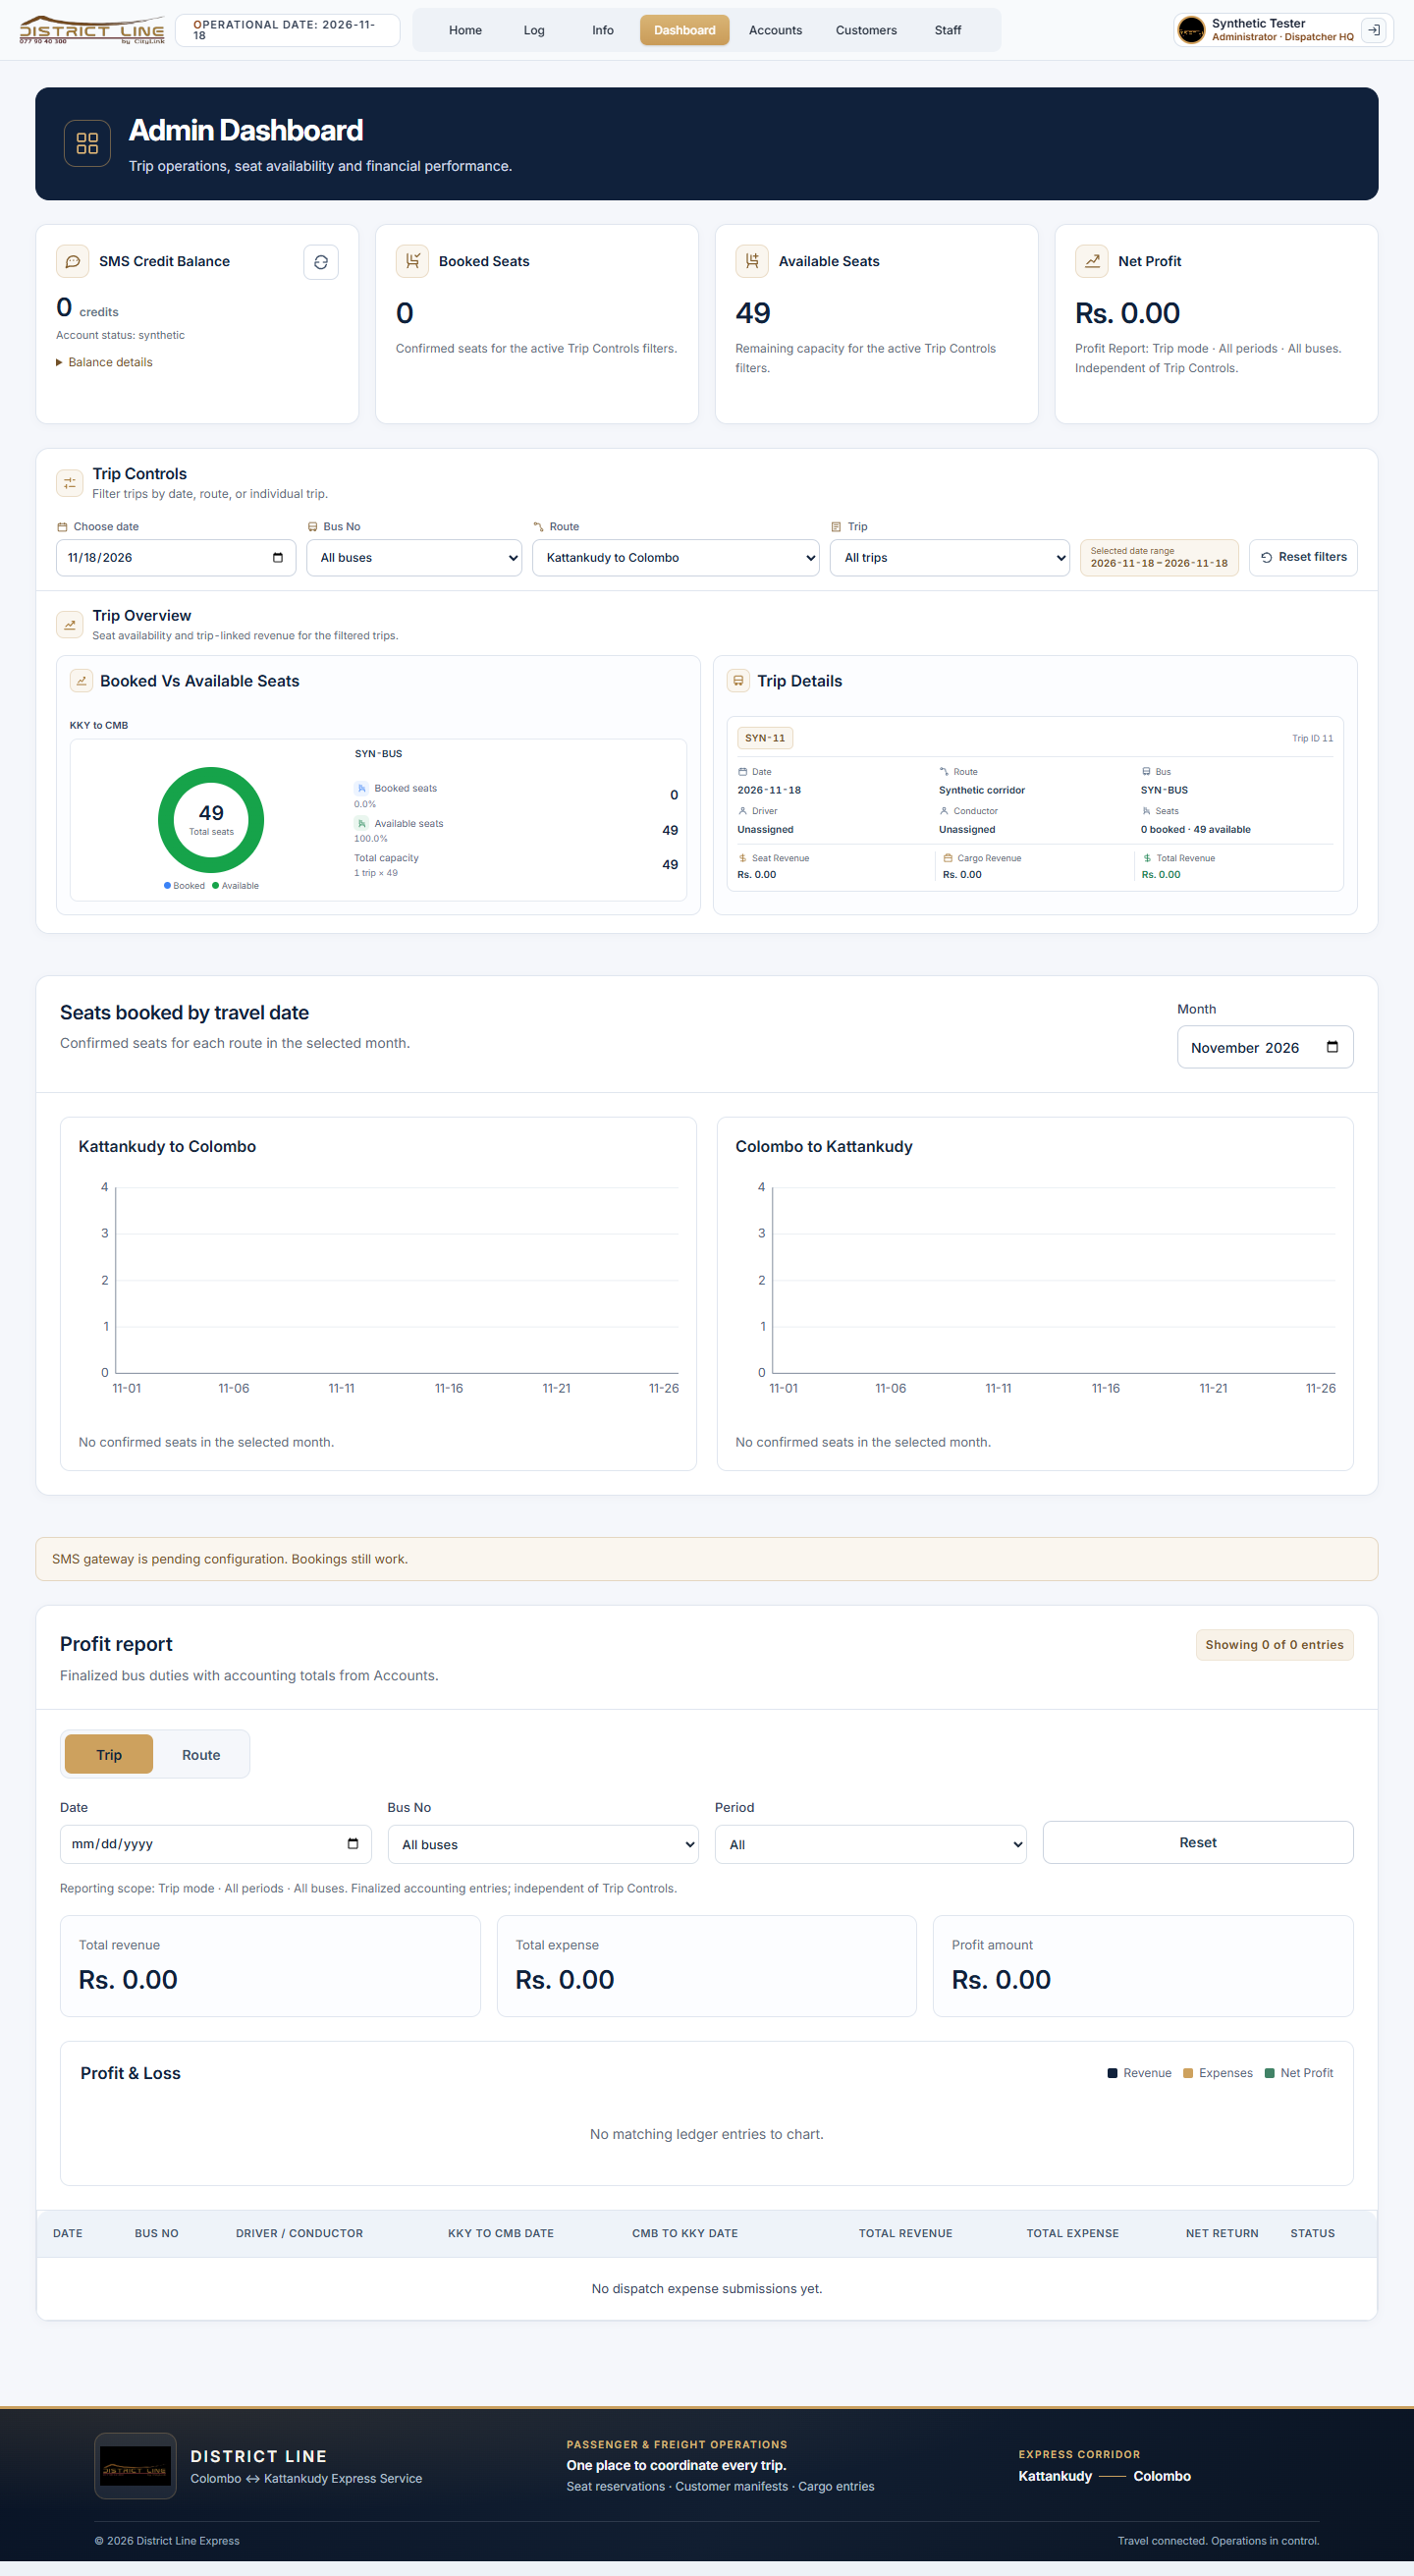 DISTRICT LINE
077 90 40 300 by CityLink
OPERATIONAL DATE: 2026-11-18
Home
Log
Info
Dashboard
Accounts
Customers
Staff
Synthetic Tester
Administrator · Dispatcher HQ
Admin Dashboard
Trip operations, seat availability and financial performance.
SMS Credit Balance
0 credits
Account status: synthetic
Balance details
Booked Seats
0
Confirmed seats for the active Trip Controls filters.
Available Seats
49
Remaining capacity for the active Trip Controls
filters.
Net Profit
Rs. 0.00
Profit Report: Trip mode · All periods · All buses.
Independent of Trip Controls.
Trip Controls
Filter trips by date, route, or individual trip.
Choose date
11/18/2026
Bus No
All buses
Route
Kattankudy to Colombo
Trip
All trips
Selected date range
2026-11-18 – 2026-11-18
Reset filters
Trip Overview
Seat availability and trip-linked revenue for the filtered trips.
Booked Vs Available Seats
KKY to CMB
49
Total seats
Booked Available
SYN-BUS
Booked seats
0.0%
0
Available seats
100.0%
49
Total capacity
1 trip × 49
49
Trip Details
SYN-11
Trip ID 11
Date
2026-11-18
Route
Synthetic corridor
Bus
SYN-BUS
Driver
Unassigned
Conductor
Unassigned
Seats
0 booked · 49 available
Seat Revenue
Rs. 0.00
Cargo Revenue
Rs. 0.00
Total Revenue
Rs. 0.00
Seats booked by travel date
Confirmed seats for each route in the selected month.
Month
November 2026
Kattankudy to Colombo
4
3
2
1
0
11-01 11-06 11-11 11-16 11-21 11-26
No confirmed seats in the selected month.
Colombo to Kattankudy
4
3
2
1
0
11-01 11-06 11-11 11-16 11-21 11-26
No confirmed seats in the selected month.
SMS gateway is pending configuration. Bookings still work.
Profit report
Finalized bus duties with accounting totals from Accounts.
Showing 0 of 0 entries
Trip
Route
Date
mm/dd/yyyy
Bus No
All buses
Period
All
Reset
Reporting scope: Trip mode · All periods · All buses. Finalized accounting entries; independent of Trip Controls.
Total revenue
Rs. 0.00
Total expense
Rs. 0.00
Profit amount
Rs. 0.00
Profit & Loss
Revenue Expenses Net Profit
No matching ledger entries to chart.
DATE BUS NO DRIVER / CONDUCTOR KKY TO CMB DATE CMB TO KKY DATE TOTAL REVENUE TOTAL EXPENSE NET RETURN STATUS
No dispatch expense submissions yet.
DISTRICT LINE
DISTRICT LINE
Colombo ↔ Kattankudy Express Service
PASSENGER & FREIGHT OPERATIONS
One place to coordinate every trip.
Seat reservations · Customer manifests · Cargo entries
EXPRESS CORRIDOR
Kattankudy — Colombo
© 2026 District Line Express
Travel connected. Operations in control.